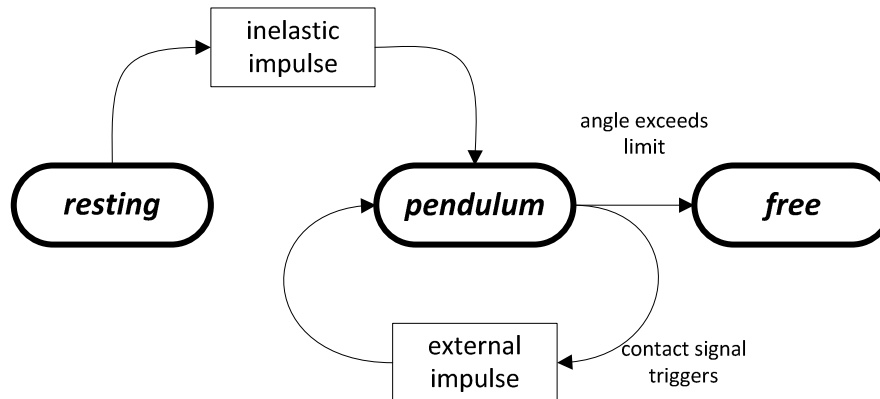 inelastic
impulse
angle exceeds
limit
resting
pendulum
free
external
impulse
contact signal
triggers